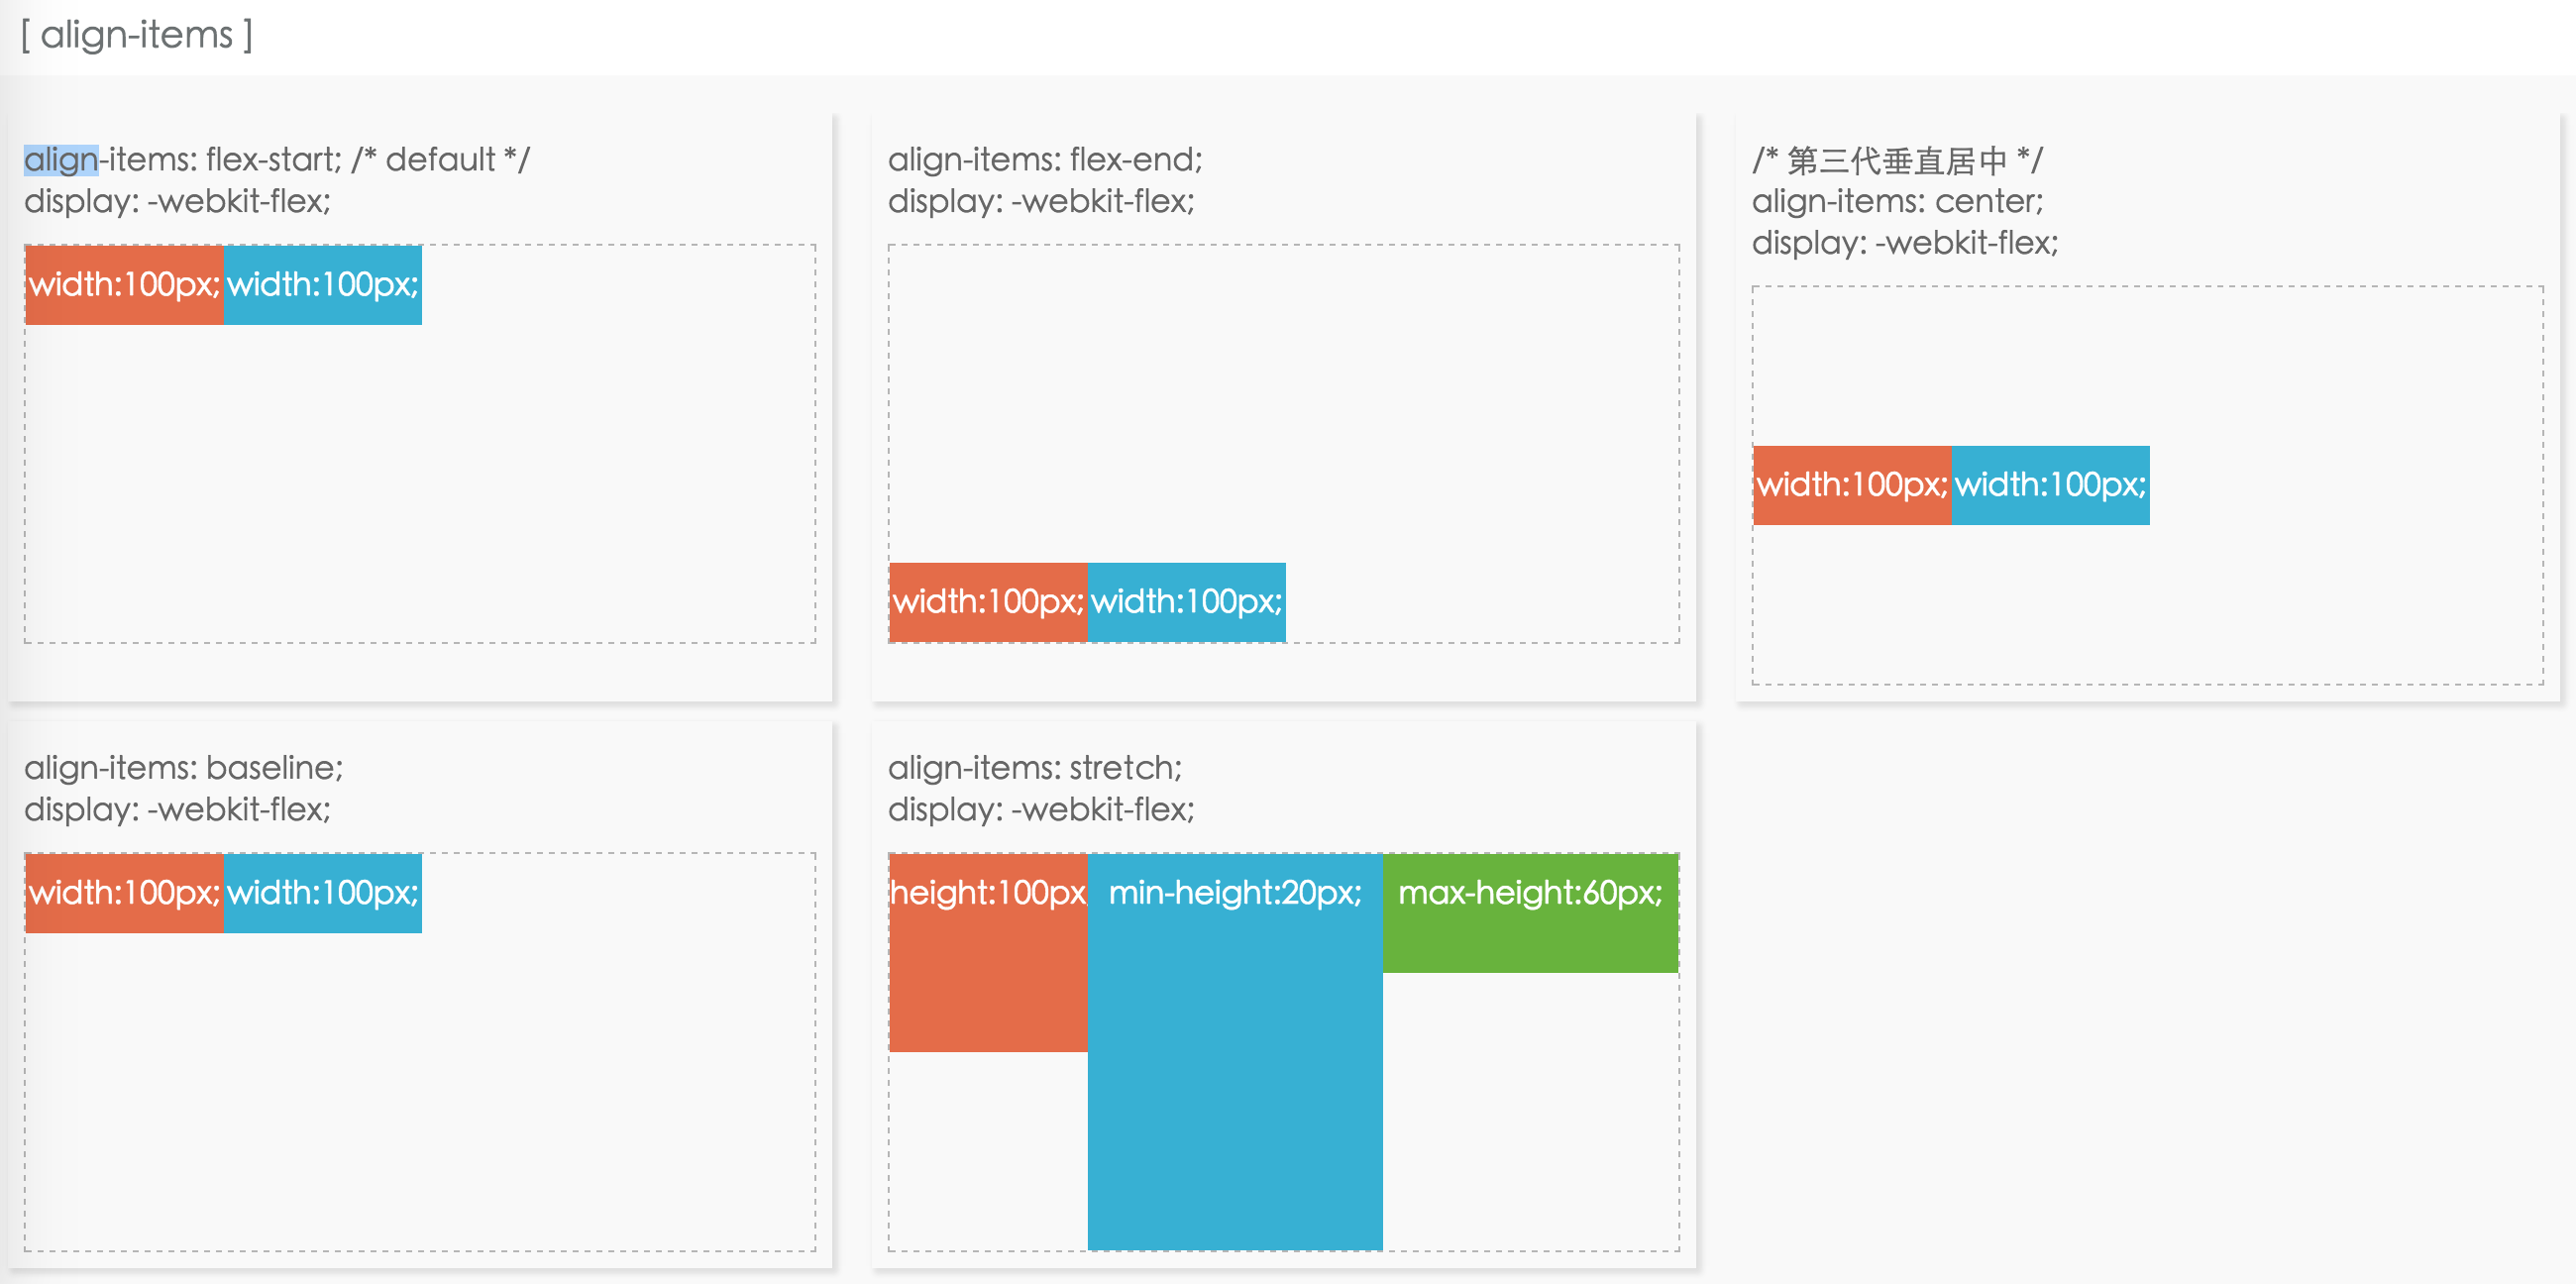 [ align-items ]
align-items: flex-start; /* default */
display: -webkit-flex;
width:100px; width:100px;
align-items: flex-end;
display: -webkit-flex;
width:100px; width:100px;
/* 第三代垂直居中 */
align-items: center;
display: -webkit-flex;
width:100px; width:100px;
align-items: baseline;
display: -webkit-flex;
width:100px; width:100px;
align-items: stretch;
display: -webkit-flex;
height:100px min-height:20px; max-height:60px;